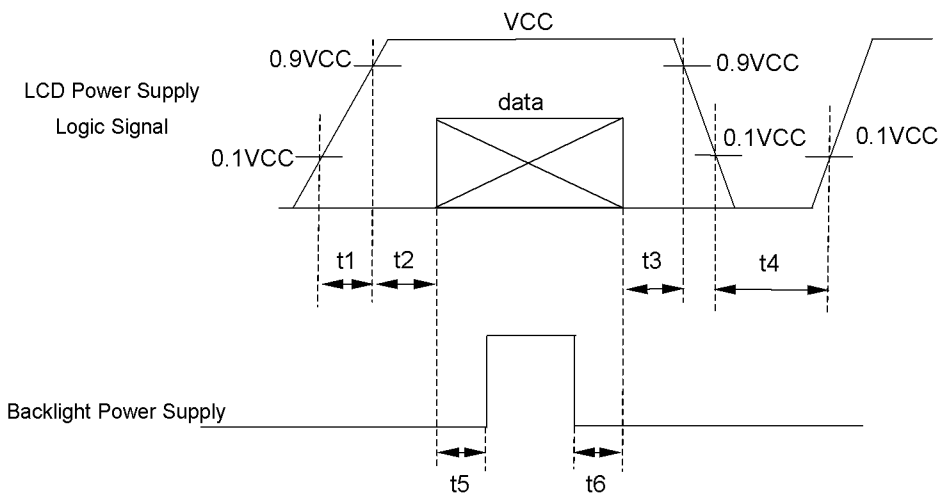 VCC
0.9VCC
0.9VCC
LCD Power Supply
Logic Signal
data
0.1VCC
0.1VCC
0.1VCC
t1
t2
t3
t4
Backlight Power Supply
t5
t6